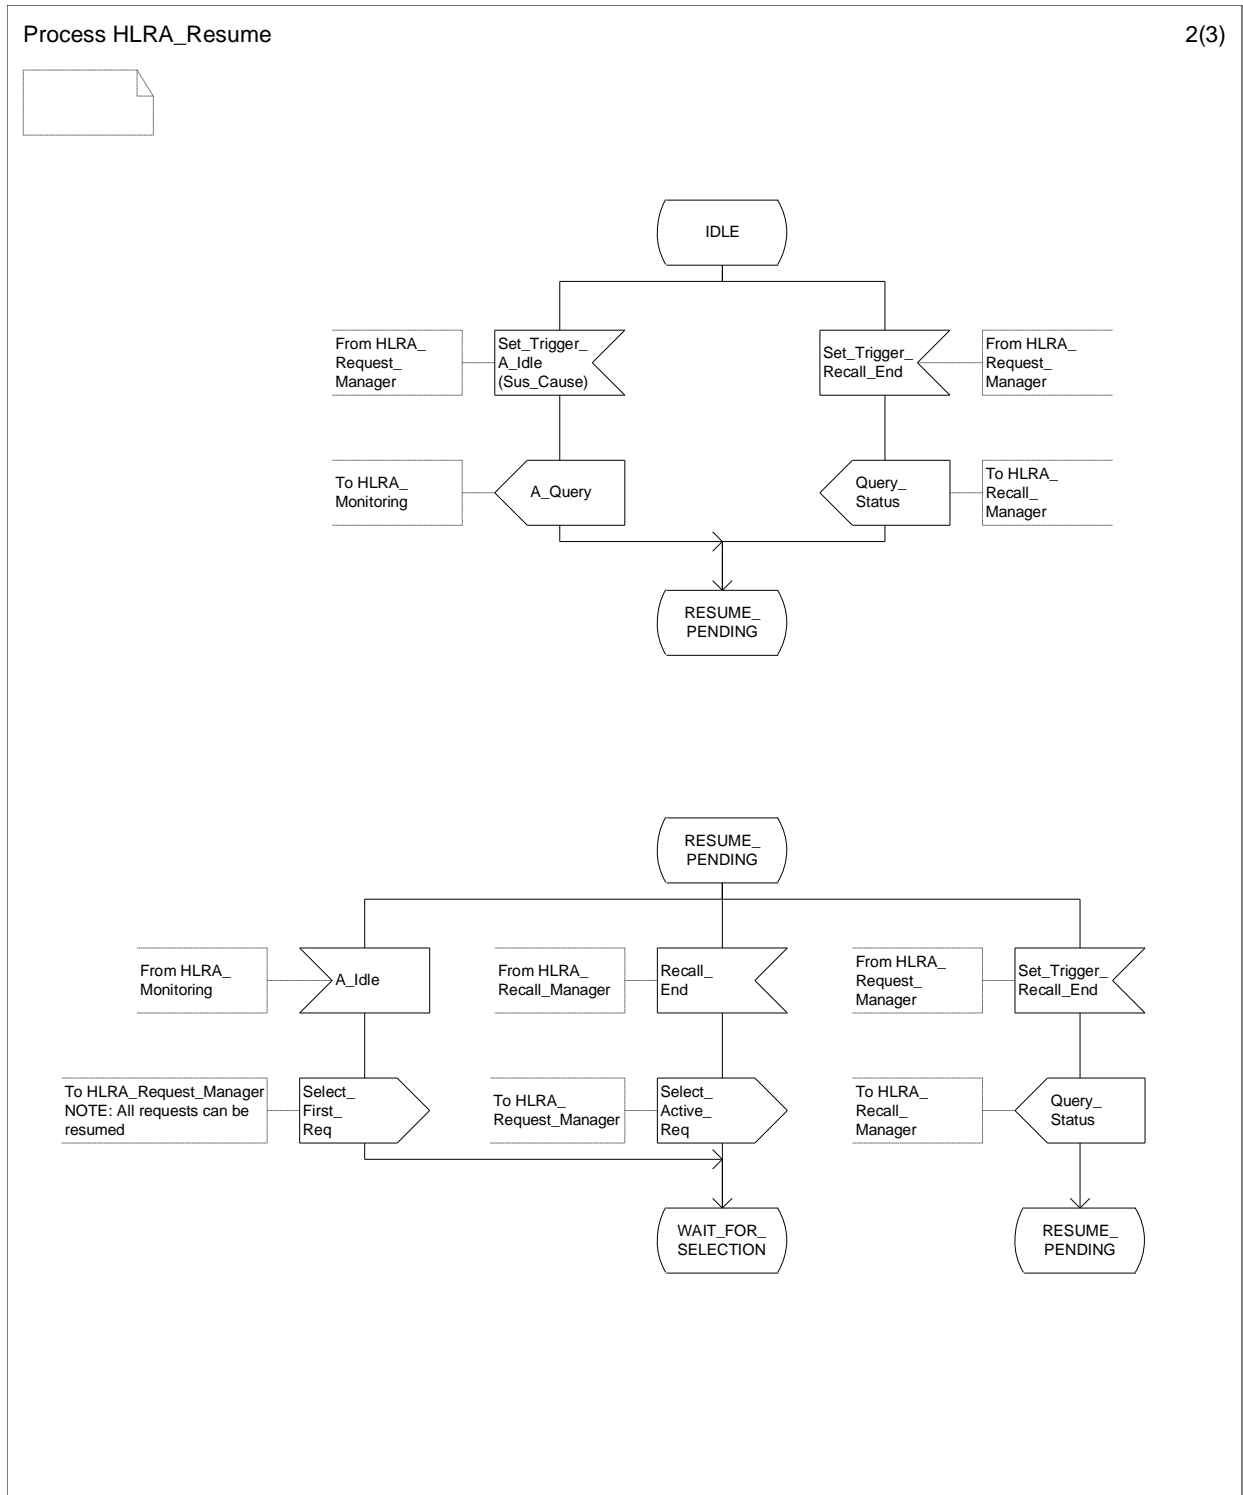 Process HLRA_Resume
2(3)
IDLE
From HLRA_
Request_
Manager
Set_Trigger_
A_Idle
(Sus_Cause)
Set_Trigger_
Recall_End
From HLRA_
Request_
Manager
To HLRA_
Monitoring
A_Query
Query_
Status
To HLRA_
Recall_
Manager
RESUME_
PENDING
RESUME_
PENDING
From HLRA_
Monitoring
A_Idle
From HLRA_
Recall_Manager
Recall_
End
From HLRA_
Request_
Manager
Set_Trigger_
Recall_End
To HLRA_Request_Manager
NOTE: All requests can be
resumed
Select_
First_
Req
To HLRA_
Request_Manager
Select_
Active_
Req
To HLRA_
Recall_
Manager
Query_
Status
WAIT_FOR_
SELECTION
RESUME_
PENDING